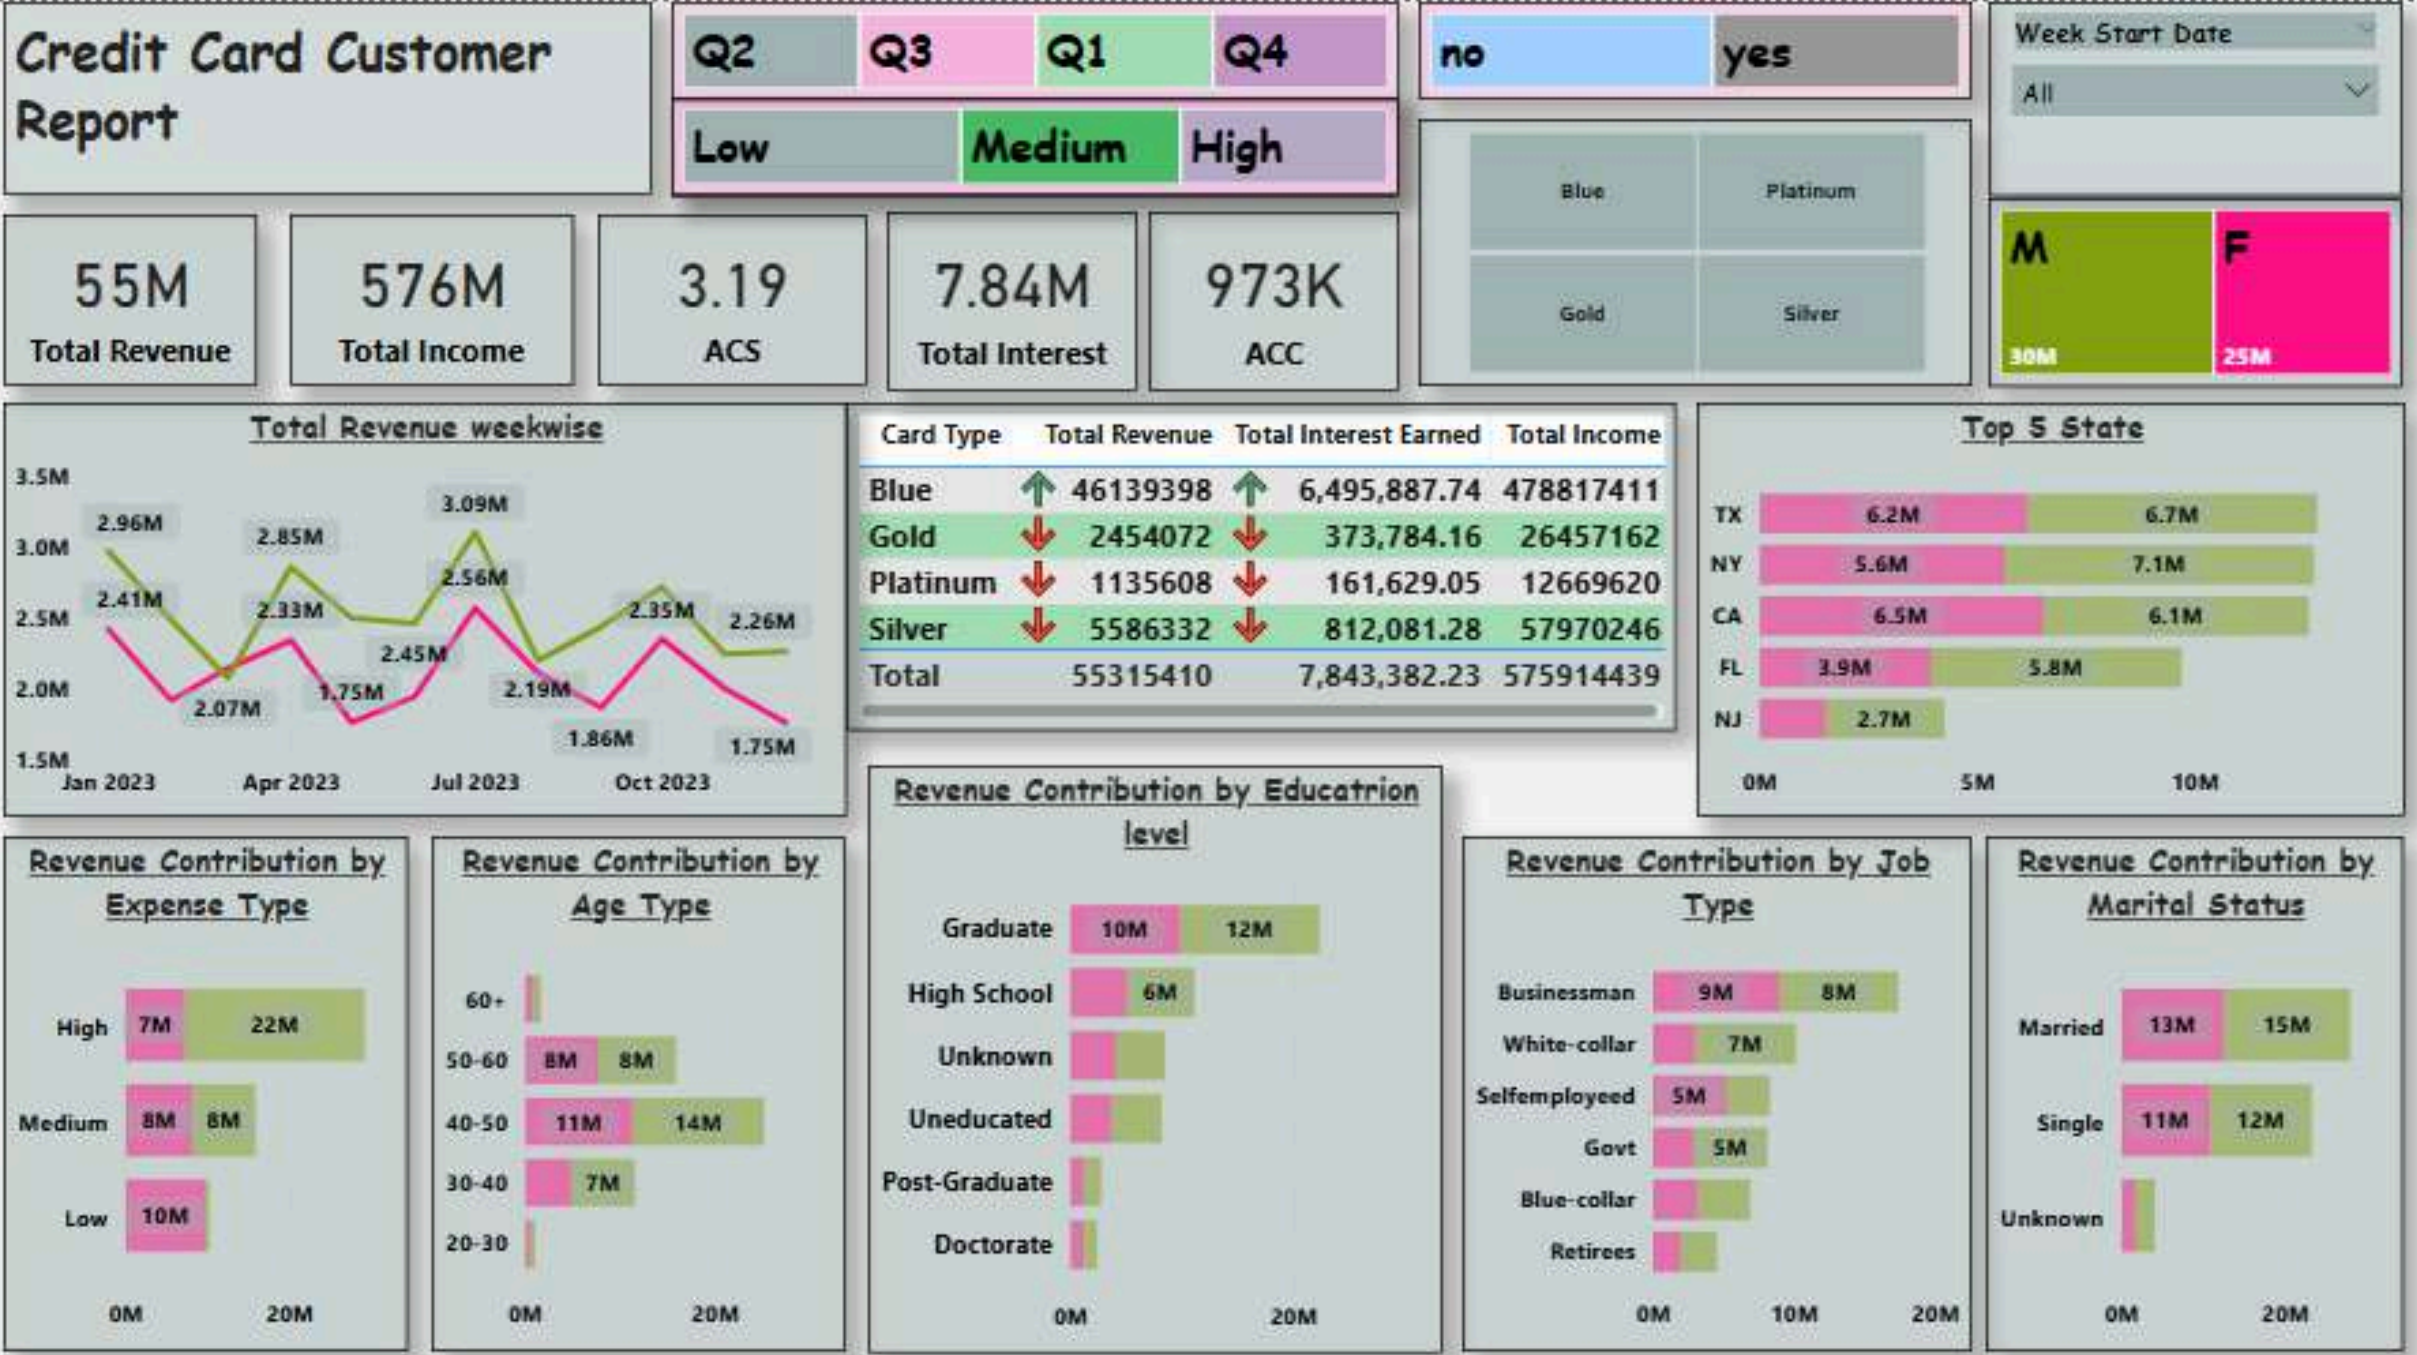 Credit Card Customer
Report
Q2 Q3 Q1 Q4
Low Medium High
no yes
Week Start Date
All
Blue Platinum
Gold Silver
M F
30M 25M
55M
Total Revenue
576M
Total Income
3.19
ACS
7.84M
Total Interest
973K
ACC
Total Revenue weekwise
3.5M
3.0M
2.5M
2.0M
1.5M
2.96M
2.41M
2.07M
2.85M
2.33M
1.75M
2.45M
3.09M
2.56M
2.19M
1.86M
2.35M
2.26M
1.75M
Jan 2023 Apr 2023 Jul 2023 Oct 2023
Card Type Total Revenue Total Interest Earned Total Income
Blue 46139398 6,495,887.74 478817411
Gold 2454072 373,784.16 26457162
Platinum 1135608 161,629.05 12669620
Silver 5586332 812,081.28 57970246
Total 55315410 7,843,382.23 575914439
Top 5 State
TX 6.2M 6.7M
NY 5.6M 7.1M
CA 6.5M 6.1M
FL 3.9M 5.8M
NJ 2.7M
0M 5M 10M
Revenue Contribution by
Expense Type
High 7M 22M
Medium 8M 8M
Low 10M
0M 20M
Revenue Contribution by
Age Type
60+
50-60 8M 8M
40-50 11M 14M
30-40 7M
20-30
0M 20M
Revenue Contribution by Educatrion
level
Graduate 10M 12M
High School 6M
Unknown
Uneducated
Post-Graduate
Doctorate
0M 20M
Revenue Contribution by Job
Type
Businessman 9M 8M
White-collar 7M
Selfemployeed 5M
Govt 5M
Blue-collar
Retirees
0M 10M 20M
Revenue Contribution by
Marital Status
Married 13M 15M
Single 11M 12M
Unknown
0M 20M